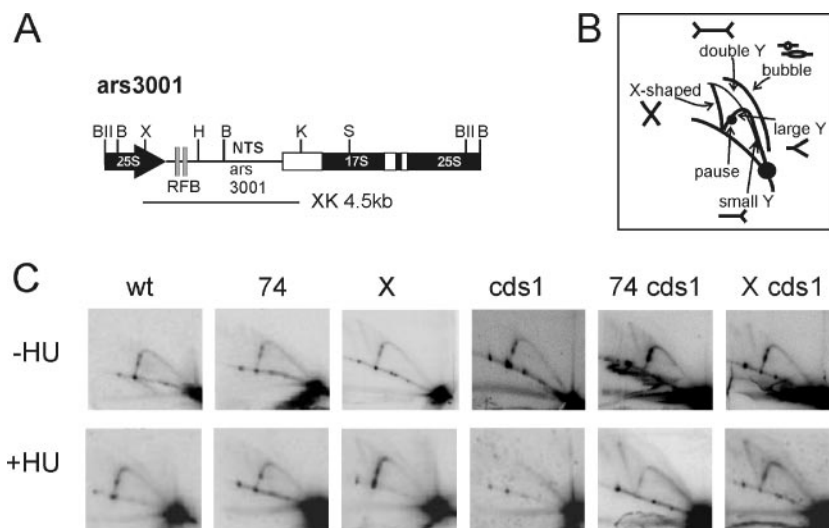 A
ars3001
BII B X H B K S BII B
NTS
25S 17S 25S
RFB ars
3001
XK 4.5kb
B
double Y
bubble
X-shaped
large Y
pause
small Y
C
wt 74 X cds1 74 cds1 X cds1
-HU
+HU